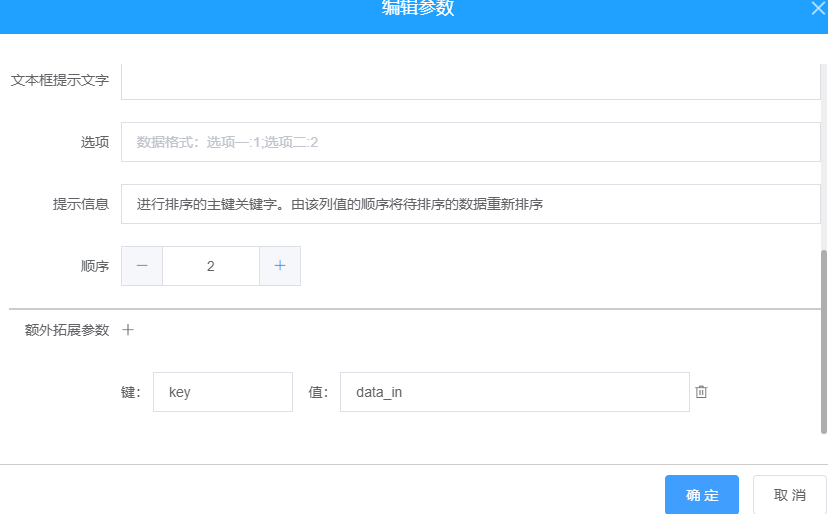 编辑参数
文本框提示文字
选项 数据格式：选项一:1;选项二:2
提示信息 进行排序的主键关键字。由该列值的顺序将待排序的数据重新排序
顺序 2
额外拓展参数
键： key 值： data_in
确 定 取 消